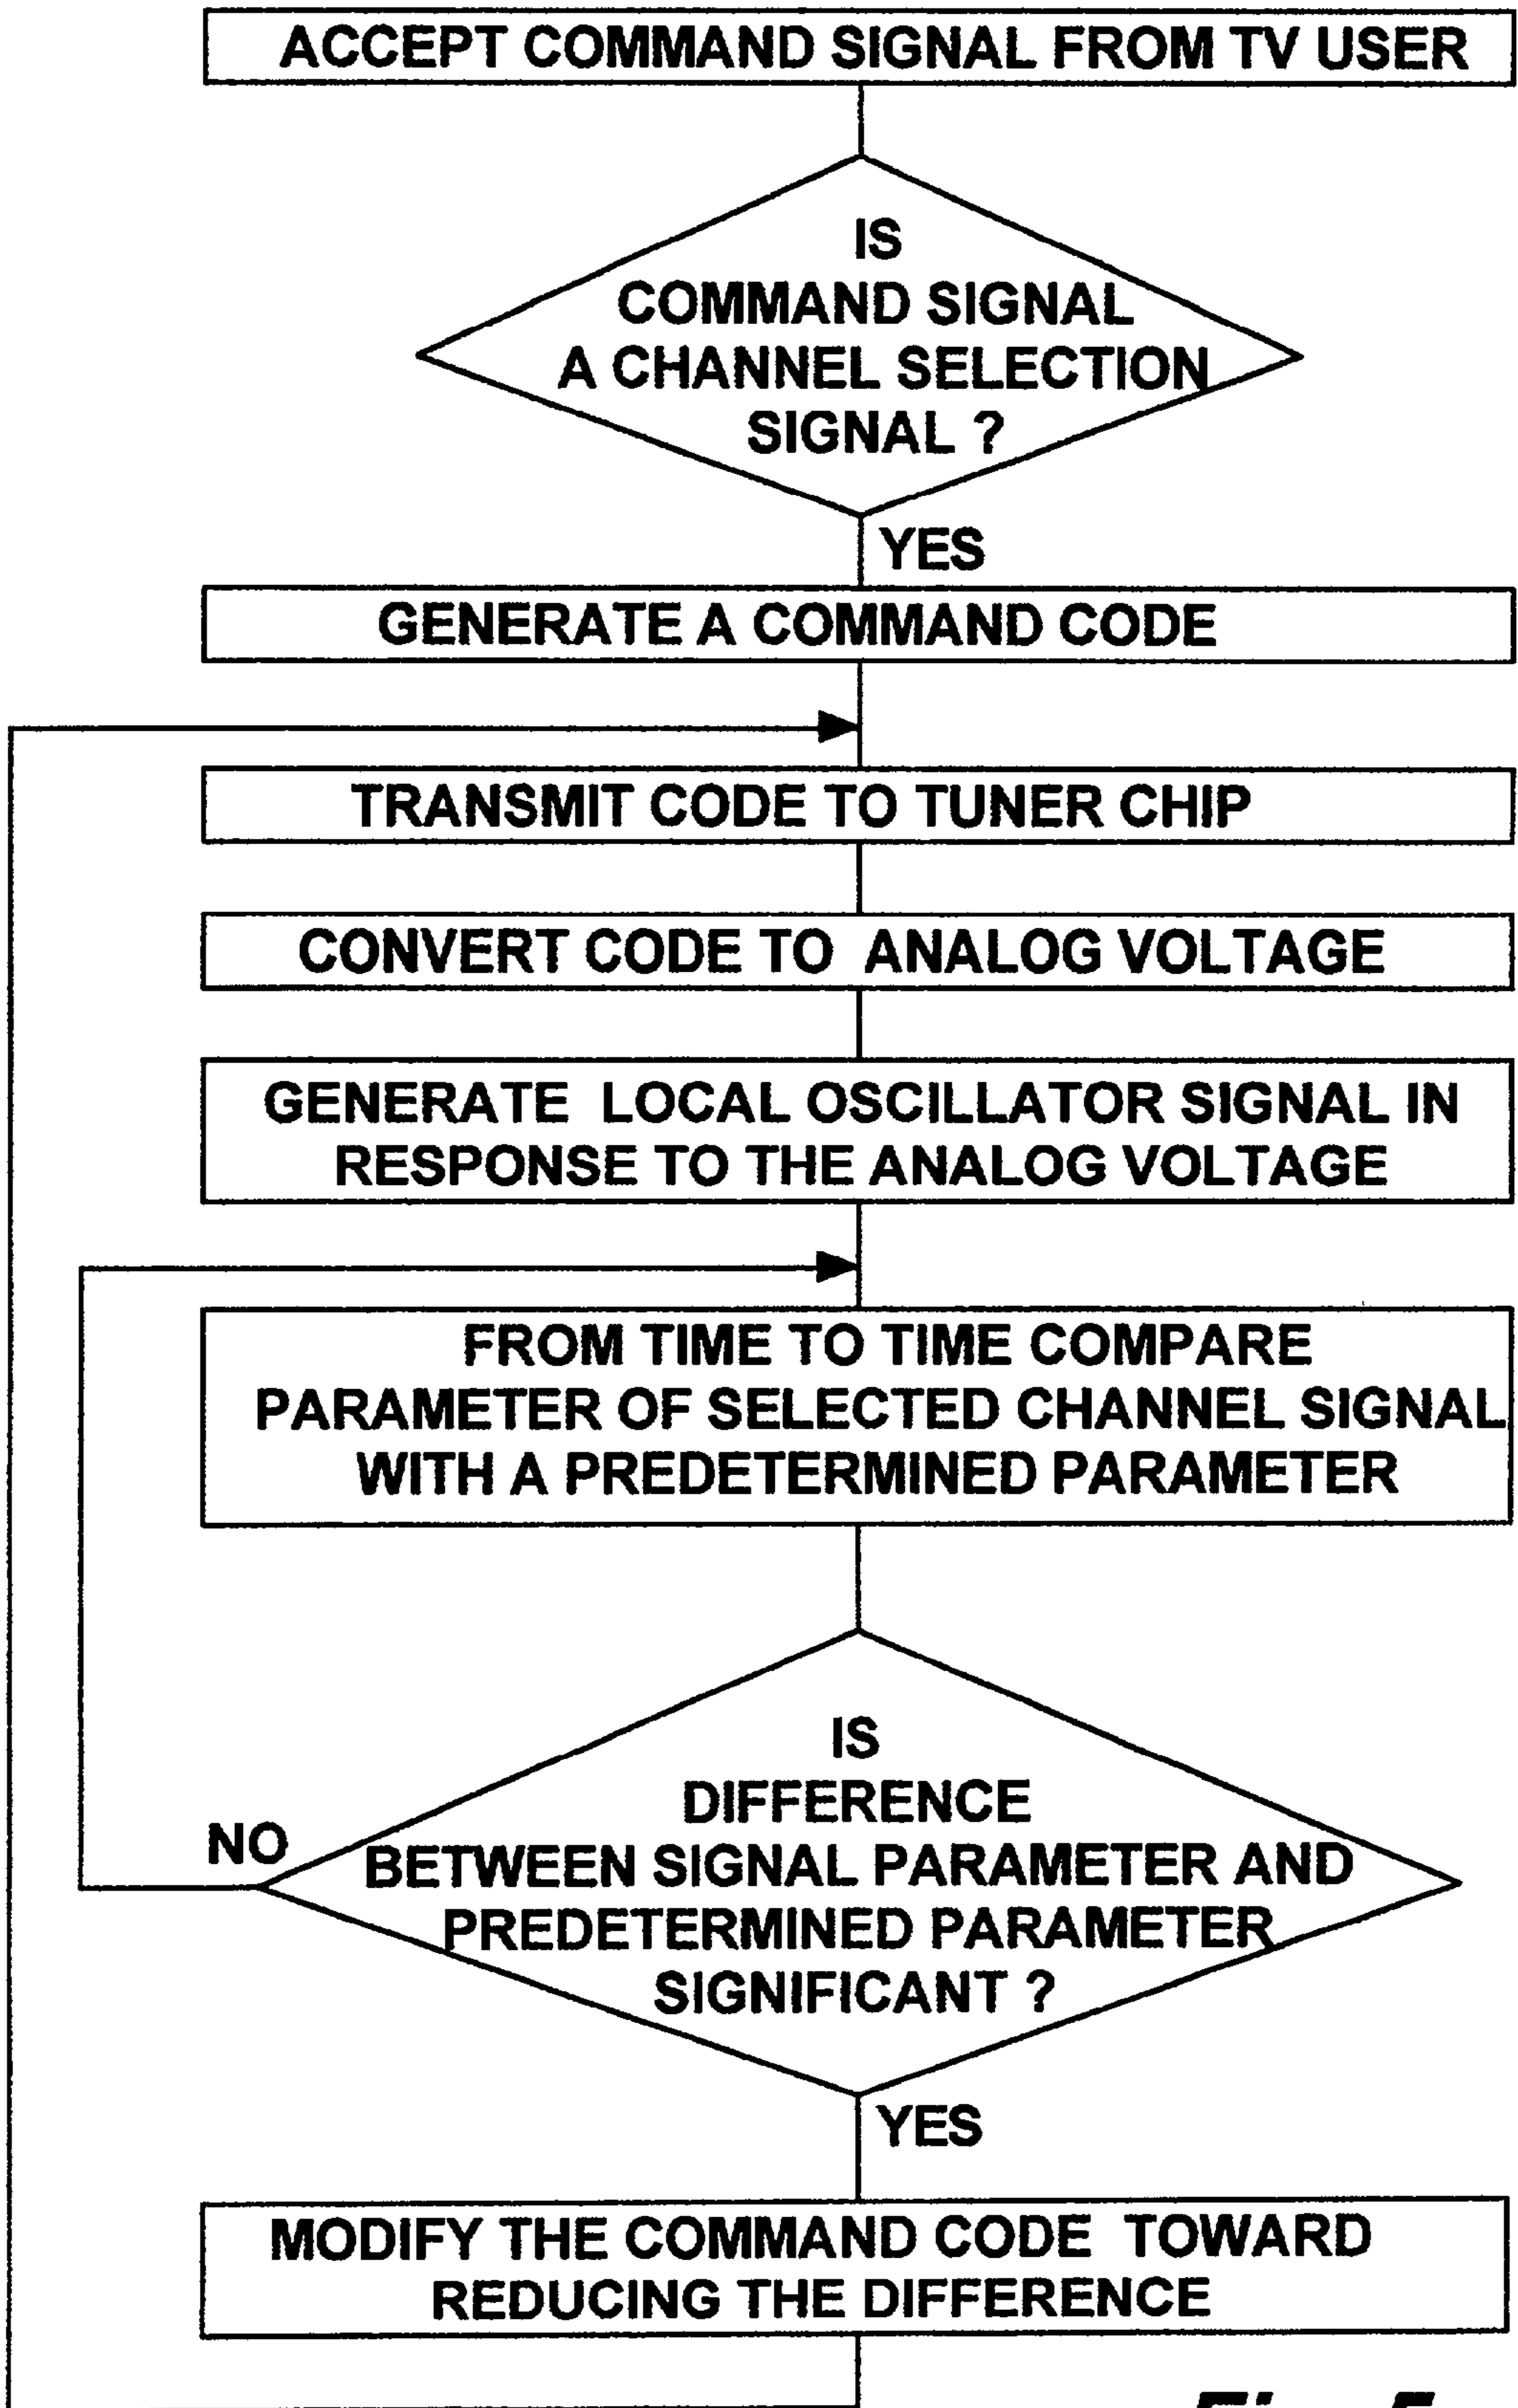 ACCEPT COMMAND SIGNAL FROM TV USER
IS
COMMAND SIGNAL
A CHANNEL SELECTION
SIGNAL ?
YES
GENERATE A COMMAND CODE
TRANSMIT CODE TO TUNER CHIP
CONVERT CODE TO ANALOG VOLTAGE
GENERATE LOCAL OSCILLATOR SIGNAL IN
RESPONSE TO THE ANALOG VOLTAGE
FROM TIME TO TIME COMPARE
PARAMETER OF SELECTED CHANNEL SIGNAL
WITH A PREDETERMINED PARAMETER
IS
DIFFERENCE
NO
BETWEEN SIGNAL PARAMETER AND
PREDETERMINED PARAMETER
SIGNIFICANT ?
YES
MODIFY THE COMMAND CODE TOWARD
REDUCING THE DIFFERENCE